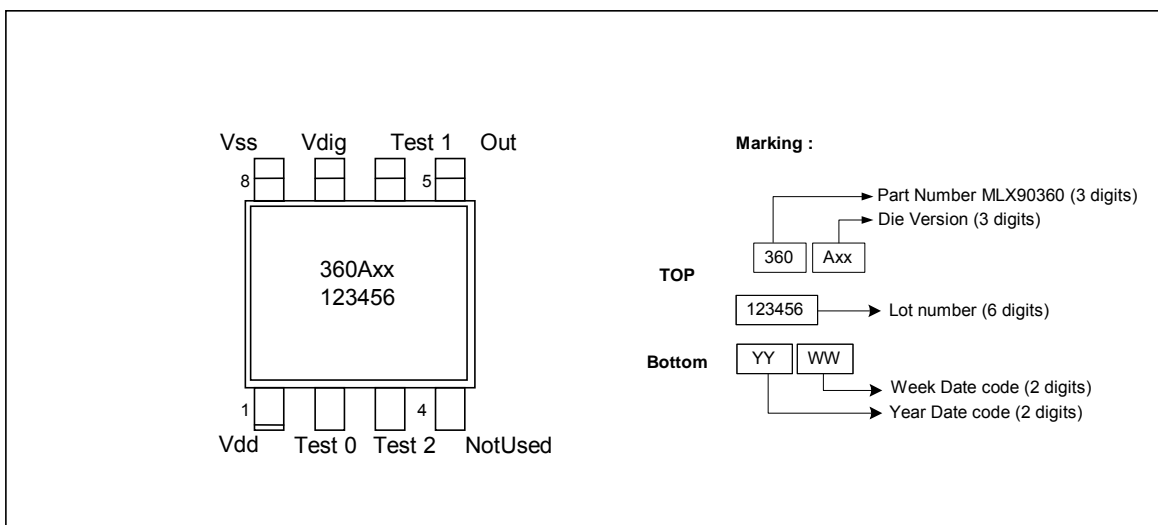 Vss Vdig Test 1 Out
8 5
360Axx
123456
1 4
Vdd Test 0 Test 2 NotUsed
Marking :
Part Number MLX90360 (3 digits)
Die Version (3 digits)
360 Axx
TOP
123456 Lot number (6 digits)
Bottom YY WW
Week Date code (2 digits)
Year Date code (2 digits)